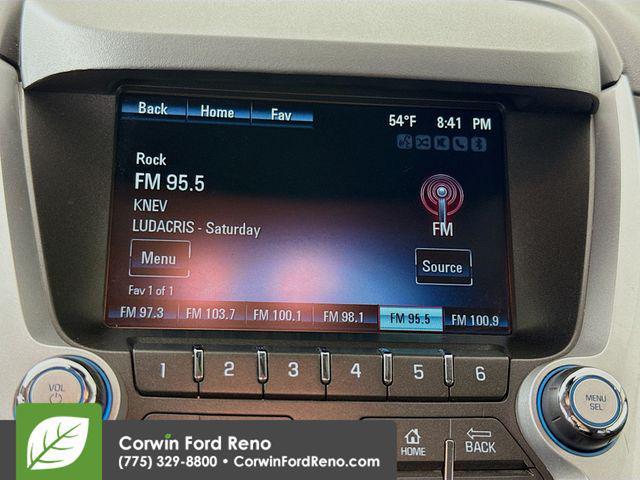 Back Home Fav
54°F 8:41 PM
Rock
FM 95.5
KNEV
LUDACRIS - Saturday
FM
Menu
Source
Fav 1 of 1
FM 97.3 FM 103.7 FM 100.1 FM 98.1 FM 95.5 FM 100.9
1 2 3 4 5 6
VOL
MENU
SEL
HOME
BACK
Corwin Ford Reno
(775) 329-8800 • CorwinFordReno.com